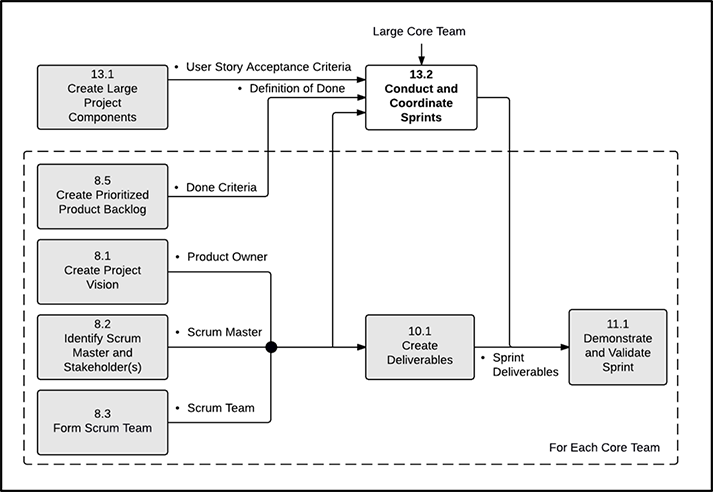 Large Core Team
13.1
Create Large
Project
Components
• User Story Acceptance Criteria
• Definition of Done
13.2
Conduct and
Coordinate
Sprints
8.5
Create Prioritized
Product Backlog
• Done Criteria
8.1
Create Project
Vision
• Product Owner
8.2
Identify Scrum
Master and
Stakeholder(s)
• Scrum Master
10.1
Create
Deliverables
• Sprint
Deliverables
11.1
Demonstrate
and Validate
Sprint
8.3
Form Scrum Team
• Scrum Team
For Each Core Team